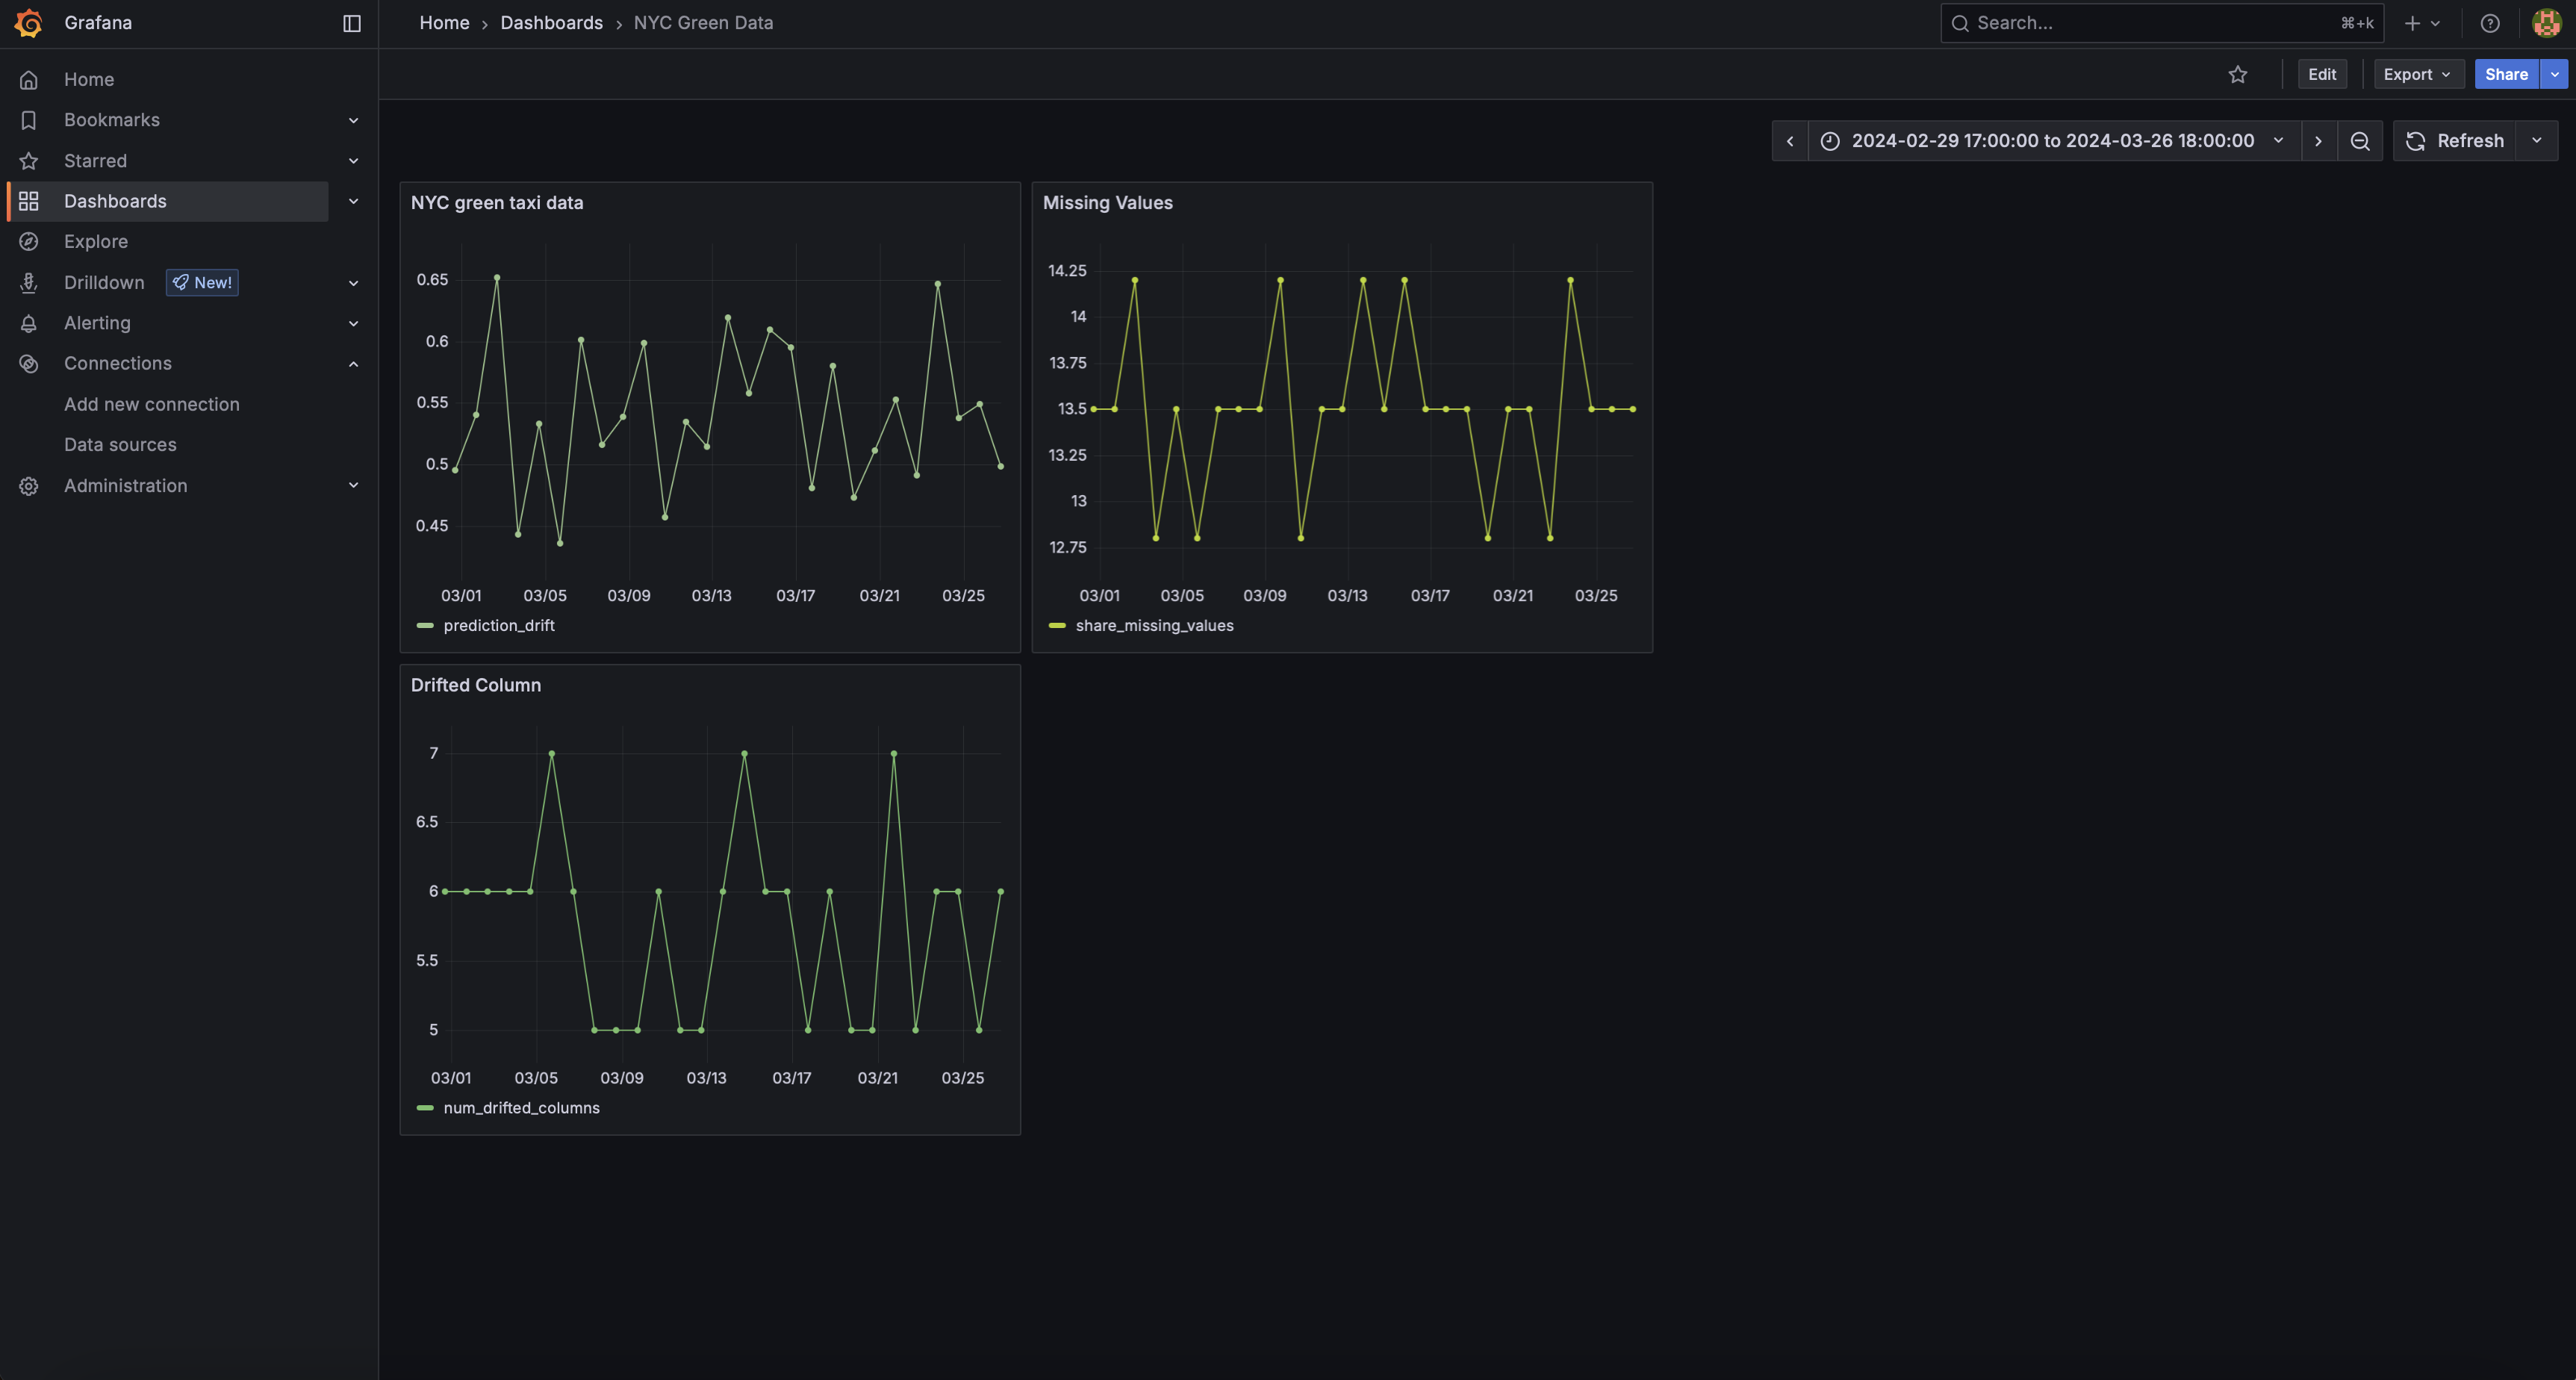 Grafana
Home › Dashboards › NYC Green Data
Search...
⌘+k
Home
Bookmarks
Starred
Dashboards
Explore
Drilldown New!
Alerting
Connections
Add new connection
Data sources
Administration
Edit
Export
Share
2024-02-29 17:00:00 to 2024-03-26 18:00:00
Refresh
NYC green taxi data
0.65
0.6
0.55
0.5
0.45
03/01 03/05 03/09 03/13 03/17 03/21 03/25
prediction_drift
Missing Values
14.25
14
13.75
13.5
13.25
13
12.75
03/01 03/05 03/09 03/13 03/17 03/21 03/25
share_missing_values
Drifted Column
7
6.5
6
5.5
5
03/01 03/05 03/09 03/13 03/17 03/21 03/25
num_drifted_columns